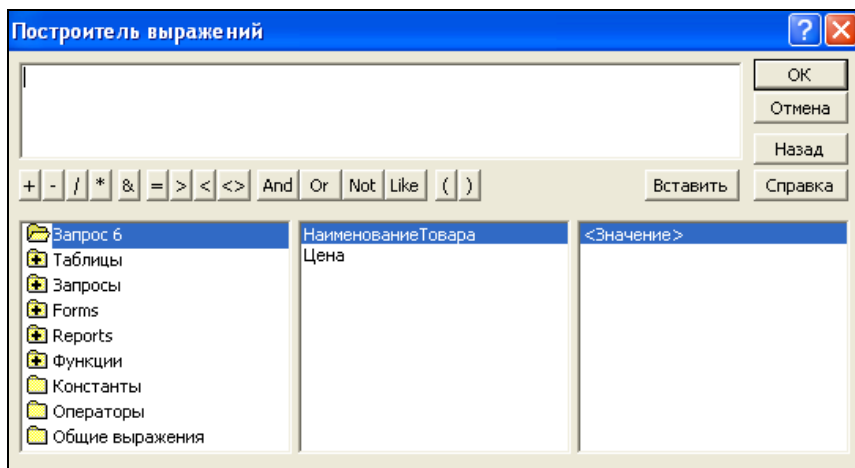 Построитель выражений
ОК
Отмена
Назад
+ - / * & = > < <> And Or Not Like ( ) Вставить Справка
Запрос 6 НаименованиеТовара <Значение>
Таблицы Цена
Запросы
Forms
Reports
Функции
Константы
Операторы
Общие выражения